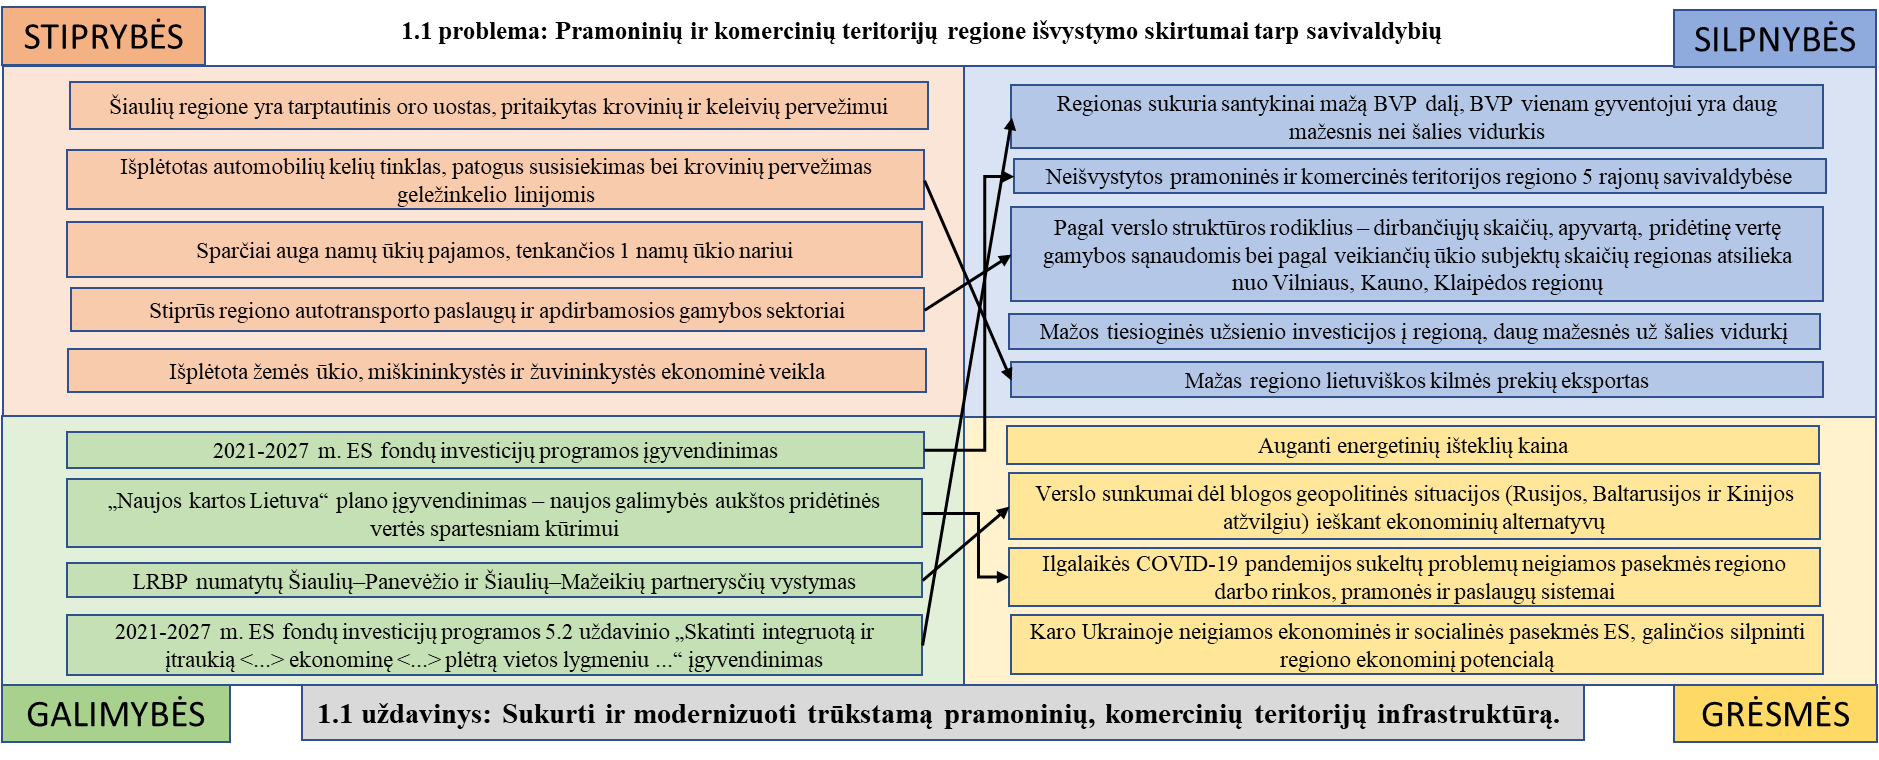 STIPRYBĖS
1.1 problema: Pramoninių ir komercinių teritorijų regione išvystymo skirtumai tarp savivaldybių
SILPNYBĖS
Šiaulių regione yra tarptautinis oro uostas, pritaikytas krovinių ir keleivių pervežimui
Išplėtotas automobilių kelių tinklas, patogus susisiekimas bei krovinių pervežimas
geležinkelio linijomis
Sparčiai auga namų ūkių pajamos, tenkančios 1 namų ūkio nariui
Stiprūs regiono autotransporto paslaugų ir apdirbamosios gamybos sektoriai
Išplėtota žemės ūkio, miškininkystės ir žuvininkystės ekonominė veikla
Regionas sukuria santykinai mažą BVP dalį, BVP vienam gyventojui yra daug
mažesnis nei šalies vidurkis
Neišvystytos pramoninės ir komercinės teritorijos regiono 5 rajonų savivaldybėse
Pagal verslo struktūros rodiklius – dirbančiųjų skaičių, apyvartą, pridėtinę vertę
gamybos sąnaudomis bei pagal veikiančių ūkio subjektų skaičių regionas atsilieka
nuo Vilniaus, Kauno, Klaipėdos regionų
Mažos tiesioginės užsienio investicijos į regioną, daug mažesnės už šalies vidurkį
Mažas regiono lietuviškos kilmės prekių eksportas
2021-2027 m. ES fondų investicijų programos įgyvendinimas
„Naujos kartos Lietuva“ plano įgyvendinimas – naujos galimybės aukštos pridėtinės
vertės spartesniam kūrimui
LRBP numatytų Šiaulių–Panevėžio ir Šiaulių–Mažeikių partnerysčių vystymas
2021-2027 m. ES fondų investicijų programos 5.2 uždavinio „Skatinti integruotą ir
įtraukią <...> ekonominę <...> plėtrą vietos lygmeniu ...“ įgyvendinimas
Auganti energetinių išteklių kaina
Verslo sunkumai dėl blogos geopolitinės situacijos (Rusijos, Baltarusijos ir Kinijos
atžvilgiu) ieškant ekonominių alternatyvų
Ilgalaikės COVID-19 pandemijos sukeltų problemų neigiamos pasekmės regiono
darbo rinkos, pramonės ir paslaugų sistemai
Karo Ukrainoje neigiamos ekonominės ir socialinės pasekmės ES, galinčios silpninti
regiono ekonominį potencialą
GALIMYBĖS
1.1 uždavinys: Sukurti ir modernizuoti trūkstamą pramoninių, komercinių teritorijų infrastruktūrą.
GRĖSMĖS